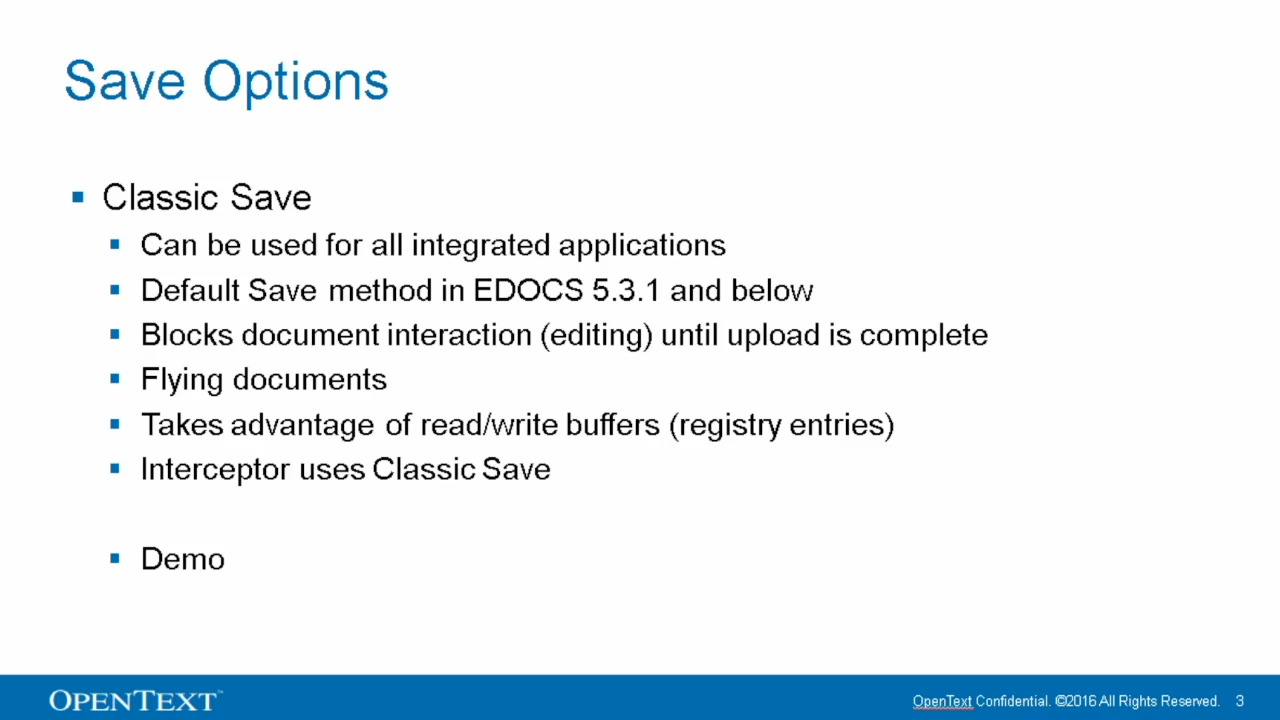 Save Options
Classic Save
Can be used for all integrated applications
Default Save method in EDOCS 5.3.1 and below
Blocks document interaction (editing) until upload is complete
Flying documents
Takes advantage of read/write buffers (registry entries)
Interceptor uses Classic Save
Demo
OPENTEXT™
OpenText Confidential. ©2016 All Rights Reserved. 3